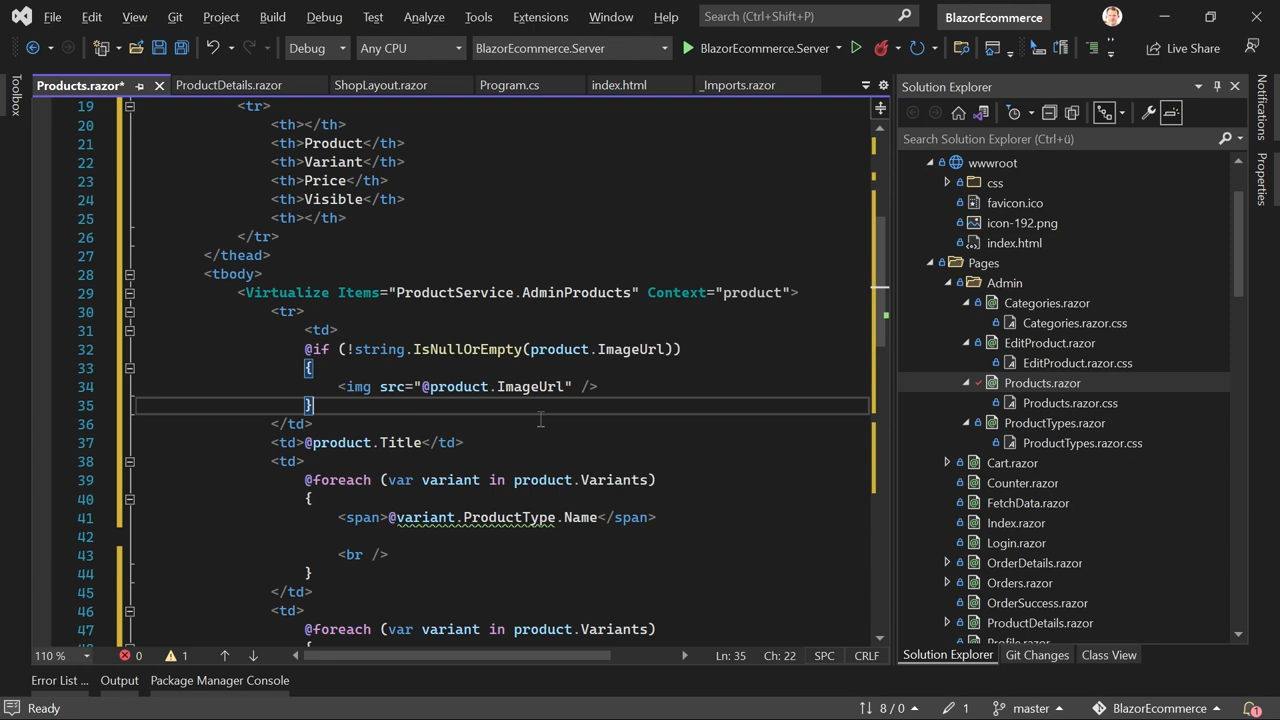 File Edit View Git Project Build Debug Test Analyze Tools Extensions Window Help Search (Ctrl+Shift+P) BlazorEcommerce
Debug Any CPU BlazorEcommerce.Server BlazorEcommerce.Server Live Share
Toolbox
Products.razor* ProductDetails.razor ShopLayout.razor Program.cs index.html _Imports.razor
19 <tr>
20 <th></th>
21 <th>Product</th>
22 <th>Variant</th>
23 <th>Price</th>
24 <th>Visible</th>
25 <th></th>
26 </tr>
27 </thead>
28 <tbody>
29 <Virtualize Items="ProductService.AdminProducts" Context="product">
30 <tr>
31 <td>
32 @if (!string.IsNullOrEmpty(product.ImageUrl))
33 {
34 <img src="@product.ImageUrl" />
35 }
36 </td>
37 <td>@product.Title</td>
38 <td>
39 @foreach (var variant in product.Variants)
40 {
41 <span>@variant.ProductType.Name</span>
42
43 <br />
44 }
45 </td>
46 <td>
47 @foreach (var variant in product.Variants)
110 % 0 1 Ln: 35 Ch: 22 SPC CRLF
Solution Explorer
Search Solution Explorer (Ctrl+ü)
wwwroot
css
favicon.ico
icon-192.png
index.html
Pages
Admin
Categories.razor
Categories.razor.css
EditProduct.razor
EditProduct.razor.css
Products.razor
Products.razor.css
ProductTypes.razor
ProductTypes.razor.css
Cart.razor
Counter.razor
FetchData.razor
Index.razor
Login.razor
OrderDetails.razor
Orders.razor
OrderSuccess.razor
ProductDetails.razor
Profile.razor
Solution Explorer Git Changes Class View
Notifications
Properties
Error List ... Output Package Manager Console
Ready 8 / 0 1 master BlazorEcommerce 1